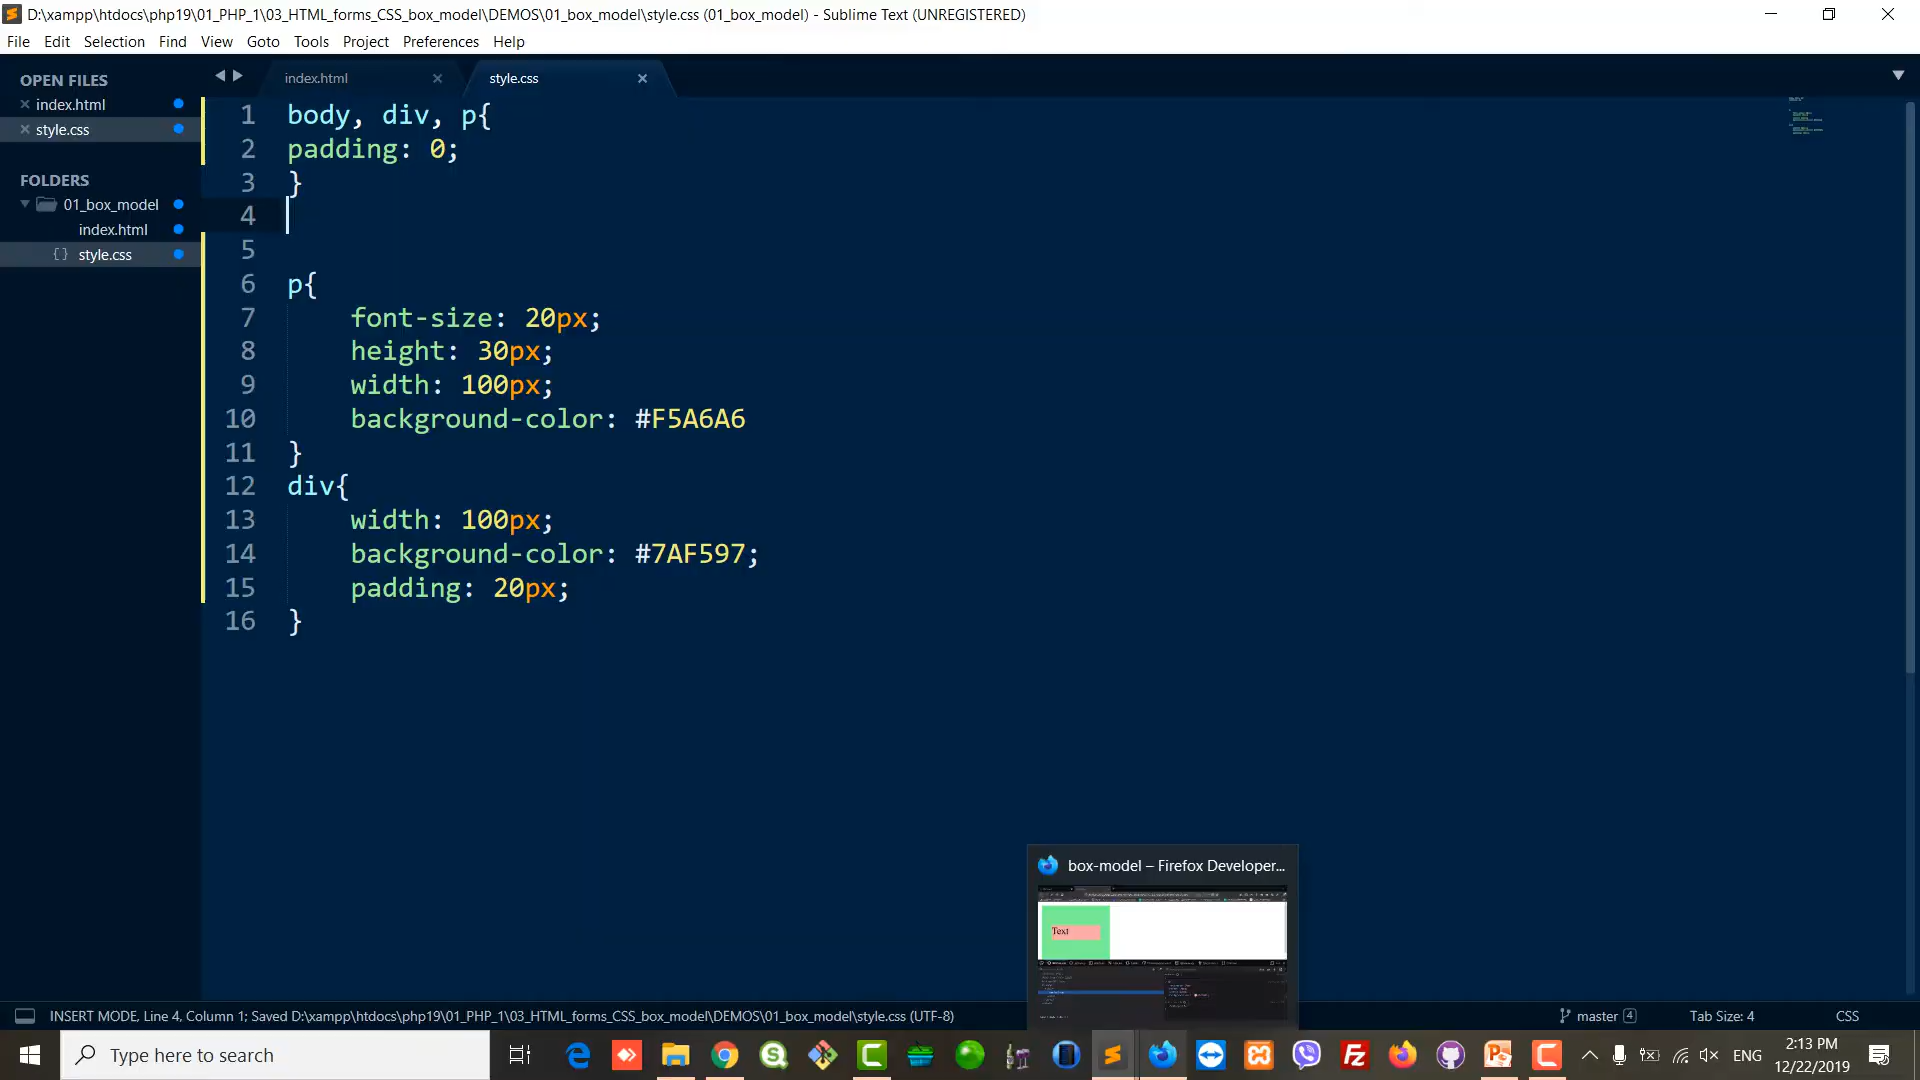 D:\xampp\htdocs\php19\01_PHP_1\03_HTML_forms_CSS_box_model\DEMOS\01_box_model\style.css (01_box_model) - Sublime Text (UNREGISTERED)
File Edit Selection Find View Goto Tools Project Preferences Help
OPEN FILES
index.html
style.css
FOLDERS
01_box_model
index.html
{} style.css
index.html
style.css
1 body, div, p{
2 padding: 0;
3 }
4
5
6 p{
7 font-size: 20px;
8 height: 30px;
9 width: 100px;
10 background-color: #F5A6A6
11 }
12 div{
13 width: 100px;
14 background-color: #7AF597;
15 padding: 20px;
16 }
box-model – Firefox Developer...
Text
INSERT MODE, Line 4, Column 1; Saved D:\xampp\htdocs\php19\01_PHP_1\03_HTML_forms_CSS_box_model\DEMOS\01_box_model\style.css (UTF-8)
master 4
Tab Size: 4
CSS
Type here to search
ENG
2:13 PM
12/22/2019